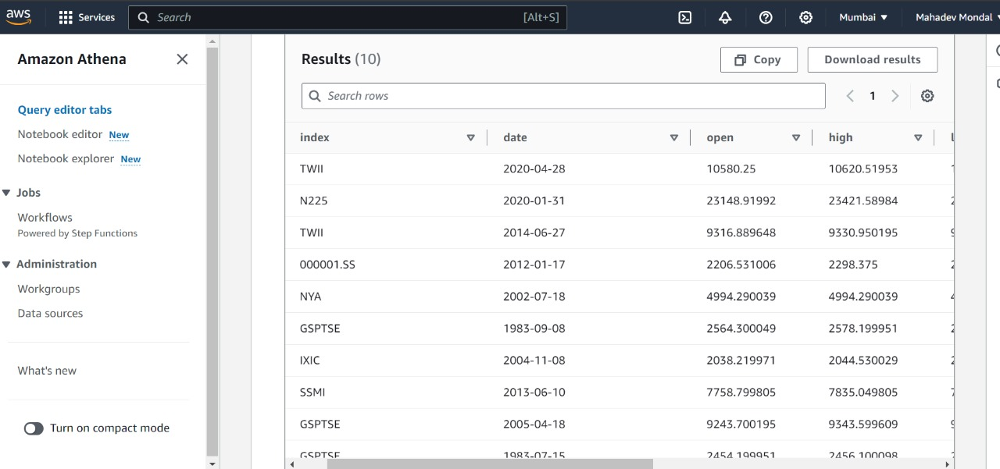 aws Services Search [Alt+S] Mumbai Mahadev Mondal
Amazon Athena
Query editor tabs
Notebook editor New
Notebook explorer New
Jobs
Workflows
Powered by Step Functions
Administration
Workgroups
Data sources
What's new
Turn on compact mode
Results (10) Copy Download results
Search rows 1
index date open high
TWII 2020-04-28 10580.25 10620.51953
N225 2020-01-31 23148.91992 23421.58984
TWII 2014-06-27 9316.889648 9330.950195
000001.SS 2012-01-17 2206.531006 2298.375
NYA 2002-07-18 4994.290039 4994.290039
GSPTSE 1983-09-08 2564.300049 2578.199951
IXIC 2004-11-08 2038.219971 2044.530029
SSMI 2013-06-10 7758.799805 7835.049805
GSPTSE 2005-04-18 9243.700195 9343.599609
GSPTSE 1983-07-15 2454.199951 2456.100098